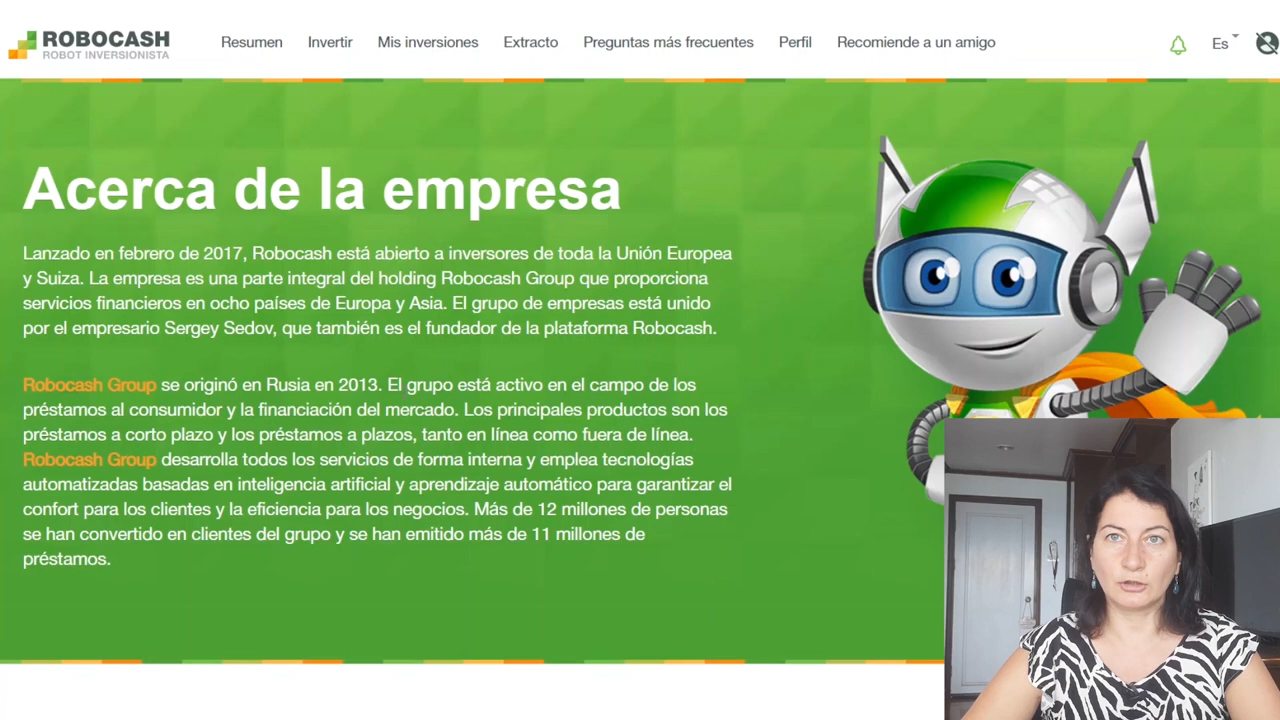 ROBOCASH
ROBOT INVERSIONISTA
Resumen
Invertir
Mis inversiones
Extracto
Preguntas más frecuentes
Perfil
Recomiende a un amigo
Es
Acerca de la empresa
Lanzado en febrero de 2017, Robocash está abierto a inversores de toda la Unión Europea
y Suiza. La empresa es una parte integral del holding Robocash Group que proporciona
servicios financieros en ocho países de Europa y Asia. El grupo de empresas está unido
por el empresario Sergey Sedov, que también es el fundador de la plataforma Robocash.
Robocash Group se originó en Rusia en 2013. El grupo está activo en el campo de los
préstamos al consumidor y la financiación del mercado. Los principales productos son los
préstamos a corto plazo y los préstamos a plazos, tanto en línea como fuera de línea.
Robocash Group desarrolla todos los servicios de forma interna y emplea tecnologías
automatizadas basadas en inteligencia artificial y aprendizaje automático para garantizar el
confort para los clientes y la eficiencia para los negocios. Más de 12 millones de personas
se han convertido en clientes del grupo y se han emitido más de 11 millones de
préstamos.